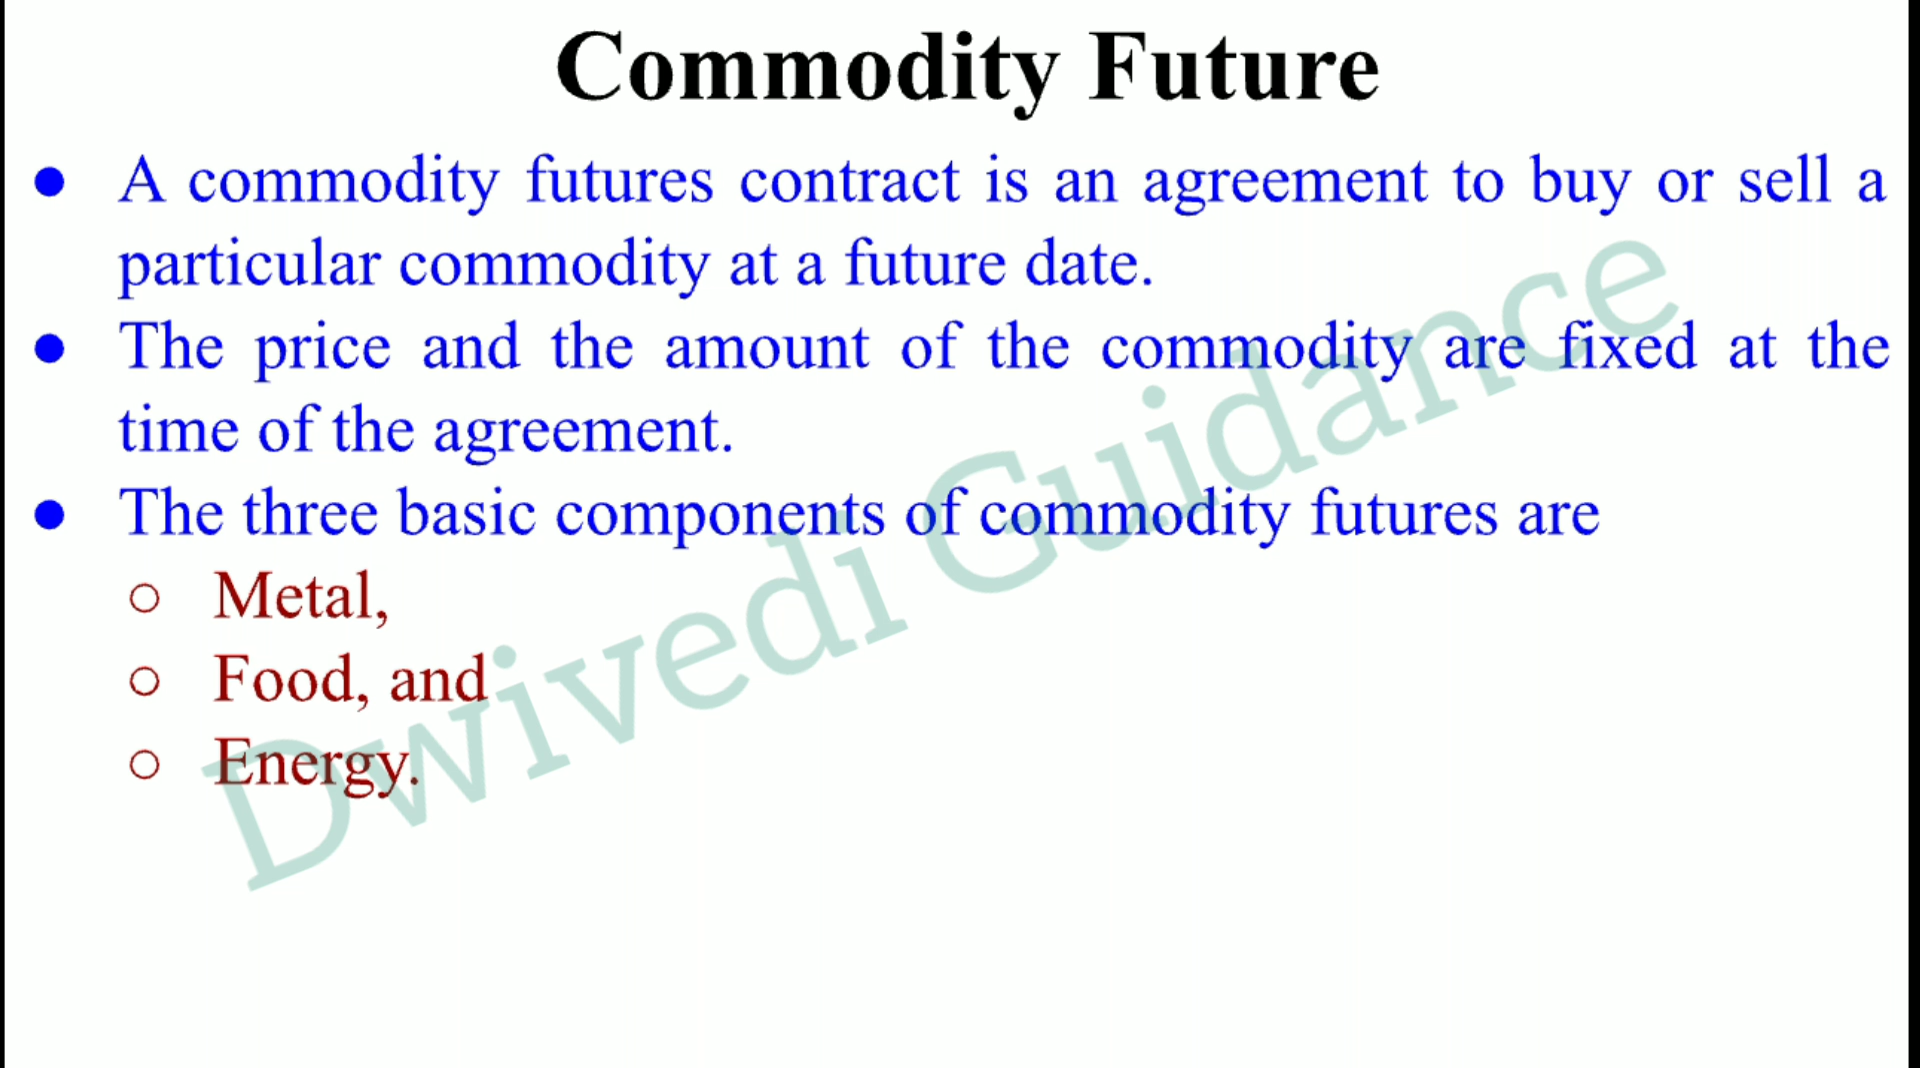 Commodity Future
● A commodity futures contract is an agreement to buy or sell a
particular commodity at a future date.
● The price and the amount of the commodity are fixed at the
time of the agreement.
● The three basic components of commodity futures are
○ Metal,
○ Food, and
○ Energy.
Dwivedi Guidance